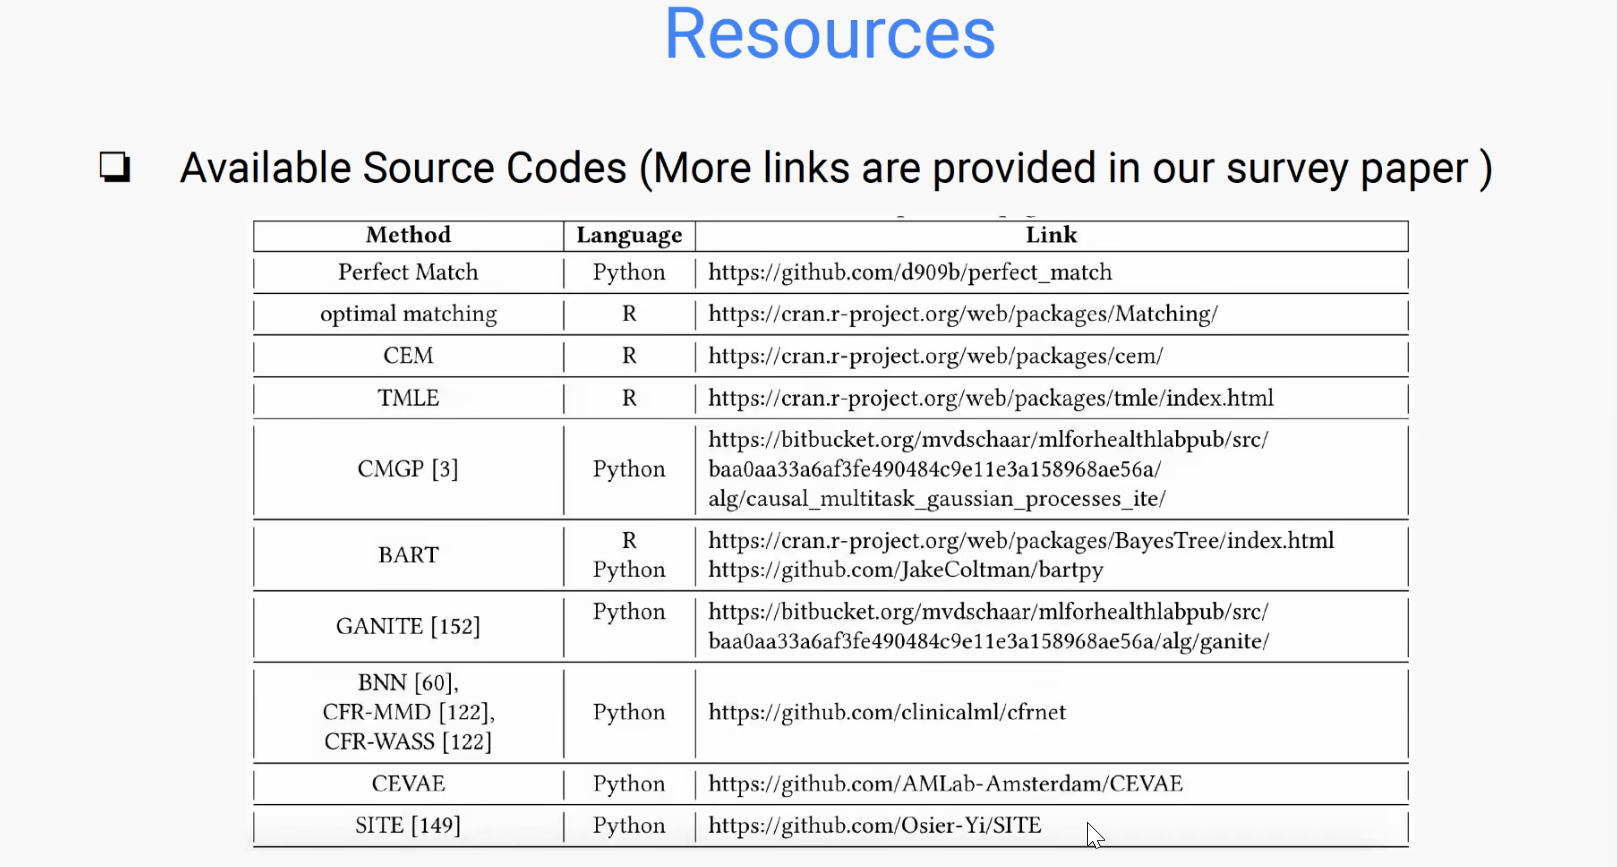 Resources
Available Source Codes (More links are provided in our survey paper )
Method Language Link
Perfect Match Python https://github.com/d909b/perfect_match
optimal matching R https://cran.r-project.org/web/packages/Matching/
CEM R https://cran.r-project.org/web/packages/cem/
TMLE R https://cran.r-project.org/web/packages/tmle/index.html
https://bitbucket.org/mvdschaar/mlforhealthlabpub/src/
CMGP [3] Python baa0aa33a6af3fe490484c9e11e3a158968ae56a/
alg/causal_multitask_gaussian_processes_ite/
BART R https://cran.r-project.org/web/packages/BayesTree/index.html
Python https://github.com/JakeColtman/bartpy
GANITE [152] Python https://bitbucket.org/mvdschaar/mlforhealthlabpub/src/
baa0aa33a6af3fe490484c9e11e3a158968ae56a/alg/ganite/
BNN [60],
CFR-MMD [122], Python https://github.com/clinicalml/cfrnet
CFR-WASS [122]
CEVAE Python https://github.com/AMLab-Amsterdam/CEVAE
SITE [149] Python https://github.com/Osier-Yi/SITE